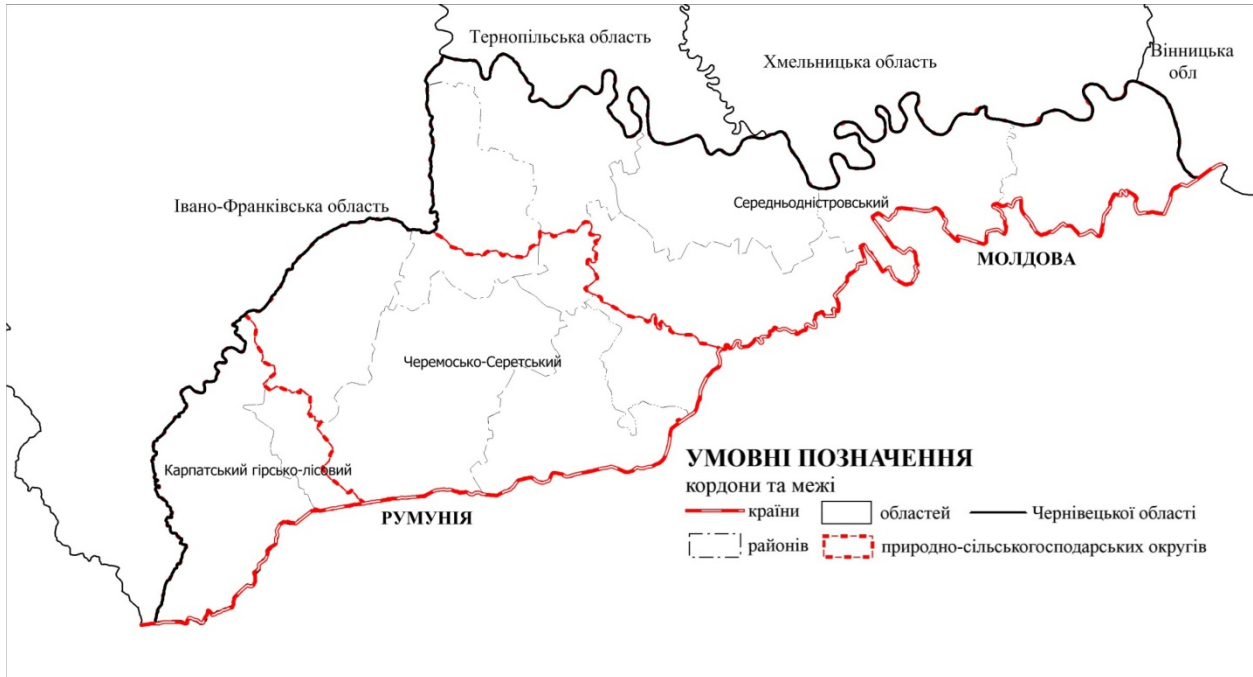 Тернопільська область
Хмельницька область
Вінницька
обл
Івано-Франківська область
Середньодністровський
МОЛДОВА
Черемосько-Серетський
Карпатський гірсько-лісовий
РУМУНІЯ
УМОВНІ ПОЗНАЧЕННЯ
кордони та межі
країни областей Чернівецької області
районів природно-сільськогосподарських округів